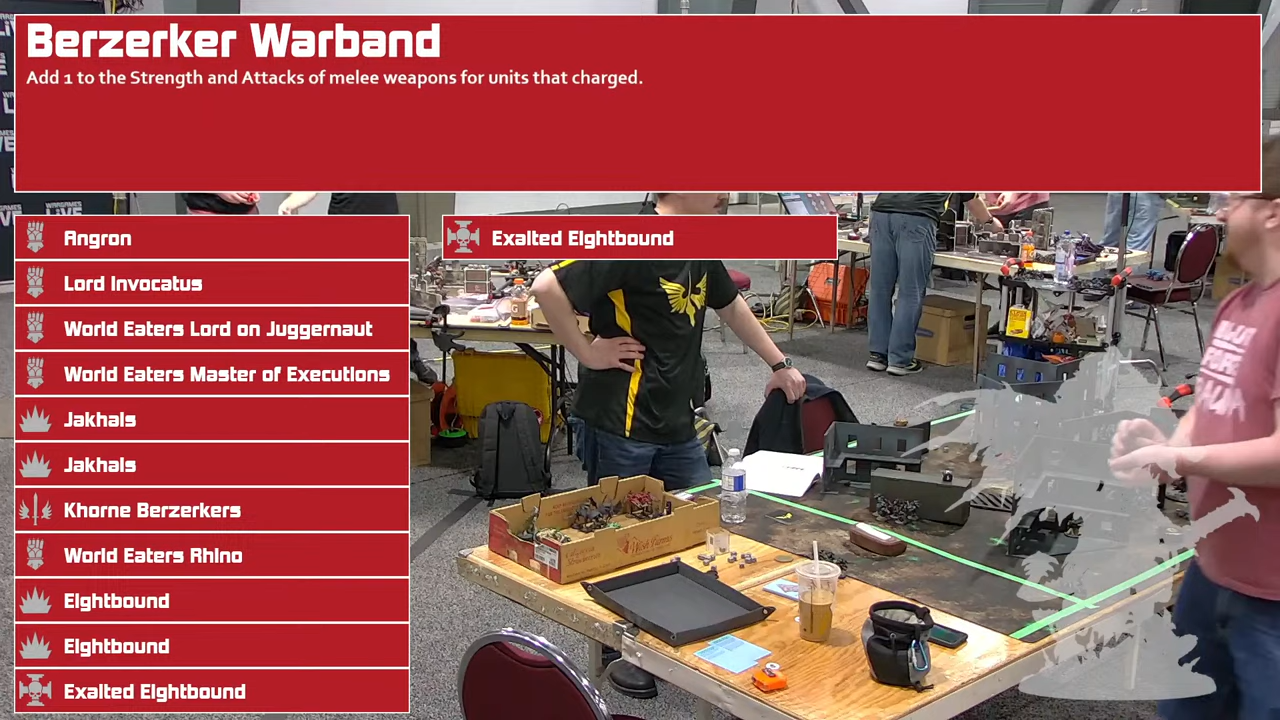 Berzerker Warband
Add 1 to the Strength and Attacks of melee weapons for units that charged.
WARGAMES
LiVE
Angron
Lord Invocatus
World Eaters Lord on Juggernaut
World Eaters Master of Executions
Jakhals
Jakhals
Khorne Berzerkers
World Eaters Rhino
Eightbound
Eightbound
Exalted Eightbound
Exalted Eightbound